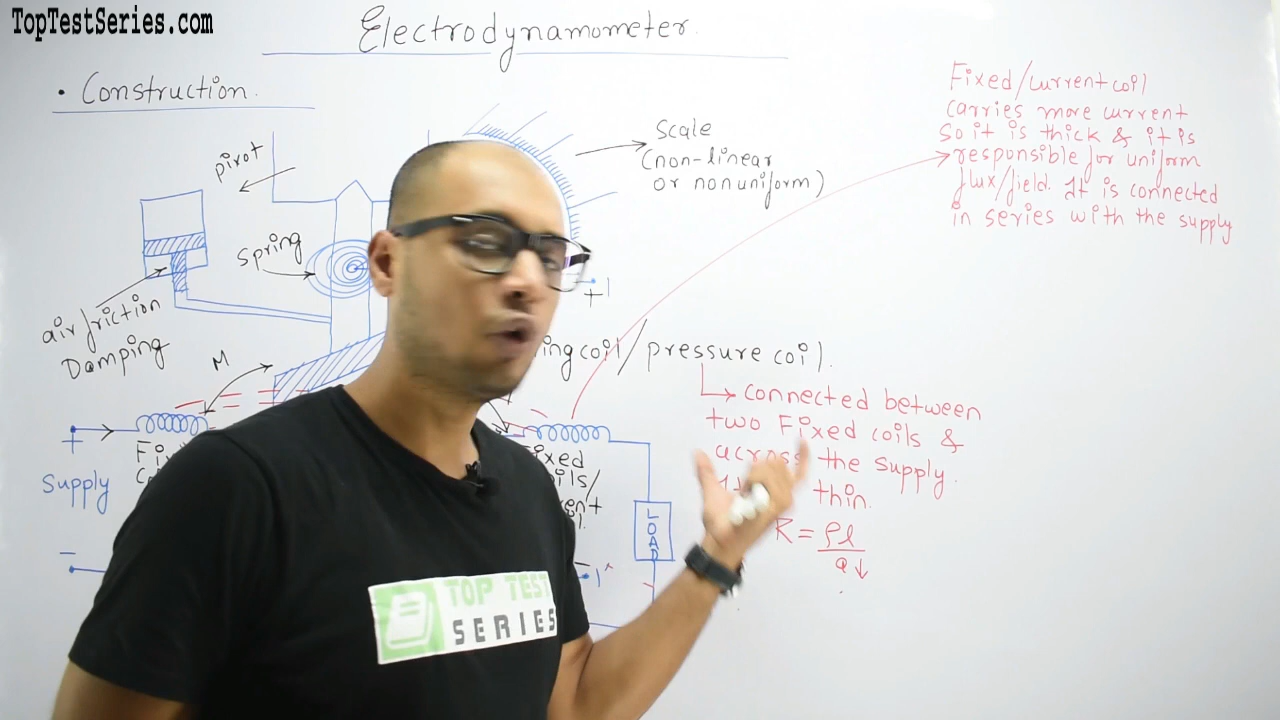 TopTestSeries.com
Electrodynamometer
• Construction.
pivot
Scale
(non-linear
or nonuniform)
Fixed/current coil
carries more current
So it is thick & it is
responsible for uniform
flux/field. It is connected
in series with the supply
spring
air friction
Damping
M
+
coil/pressure coil.
connected between
two Fixed coils &
across the supply.
thin.
R = ρl
a↓
+
Supply
−
LOAD
TOP TEST
SERIES